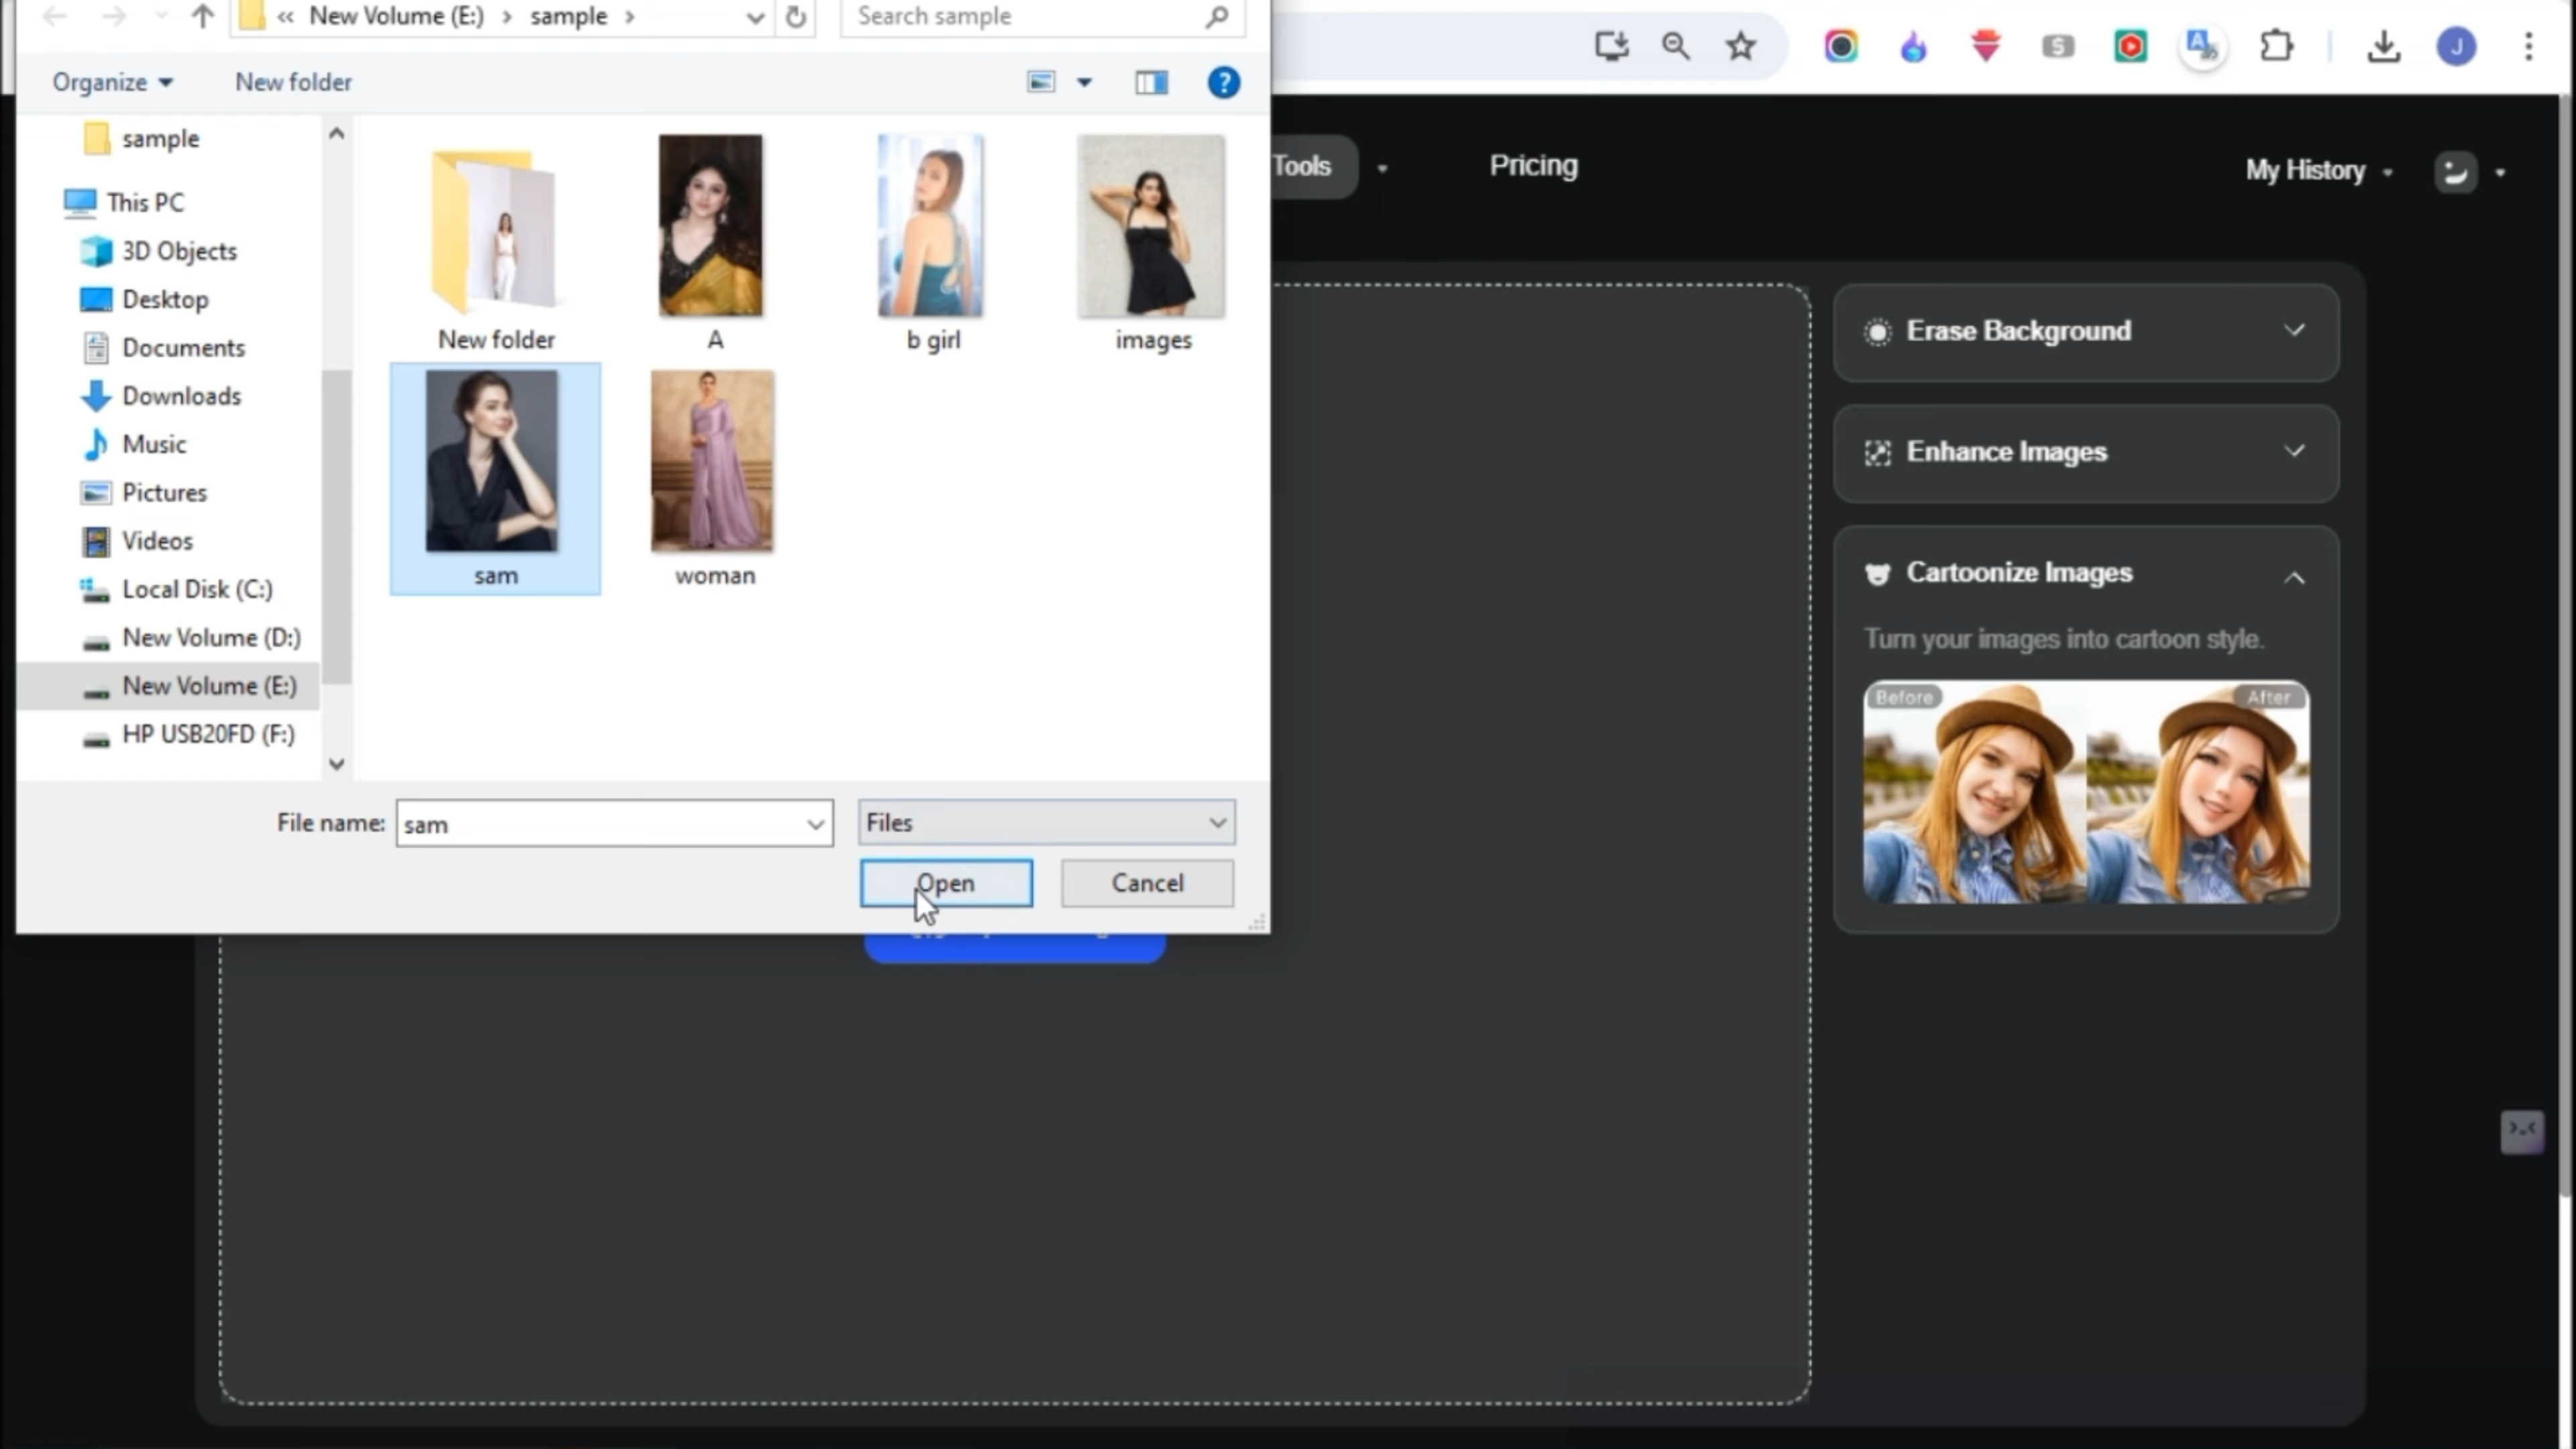 New Volume (E:) › sample ›
Search sample
Organize
New folder
sample
This PC
3D Objects
Desktop
Documents
Downloads
Music
Pictures
Videos
Local Disk (C:)
New Volume (D:)
New Volume (E:)
HP USB20FD (F:)
New folder
A
b girl
images
sam
woman
File name: sam
Files
Open
Cancel
Tools
Pricing
My History
J
Erase Background
Enhance Images
Cartoonize Images
Turn your images into cartoon style.
Before
After